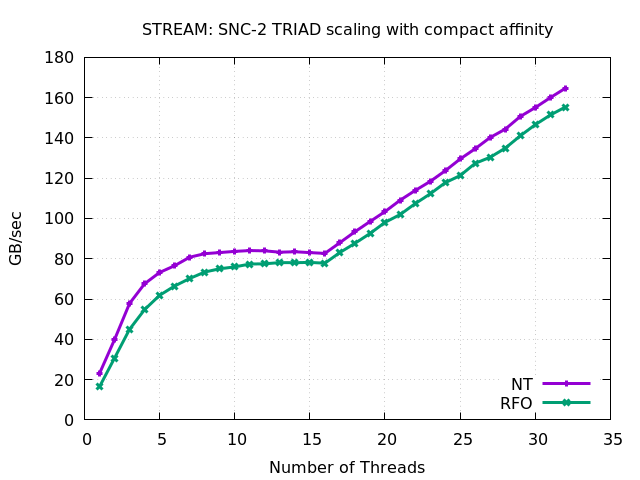 STREAM: SNC-2 TRIAD scaling with compact affinity
180
160
140
120
100
80
60
40
20
0
GB/sec
NT
RFO
0 5 10 15 20 25 30 35
Number of Threads